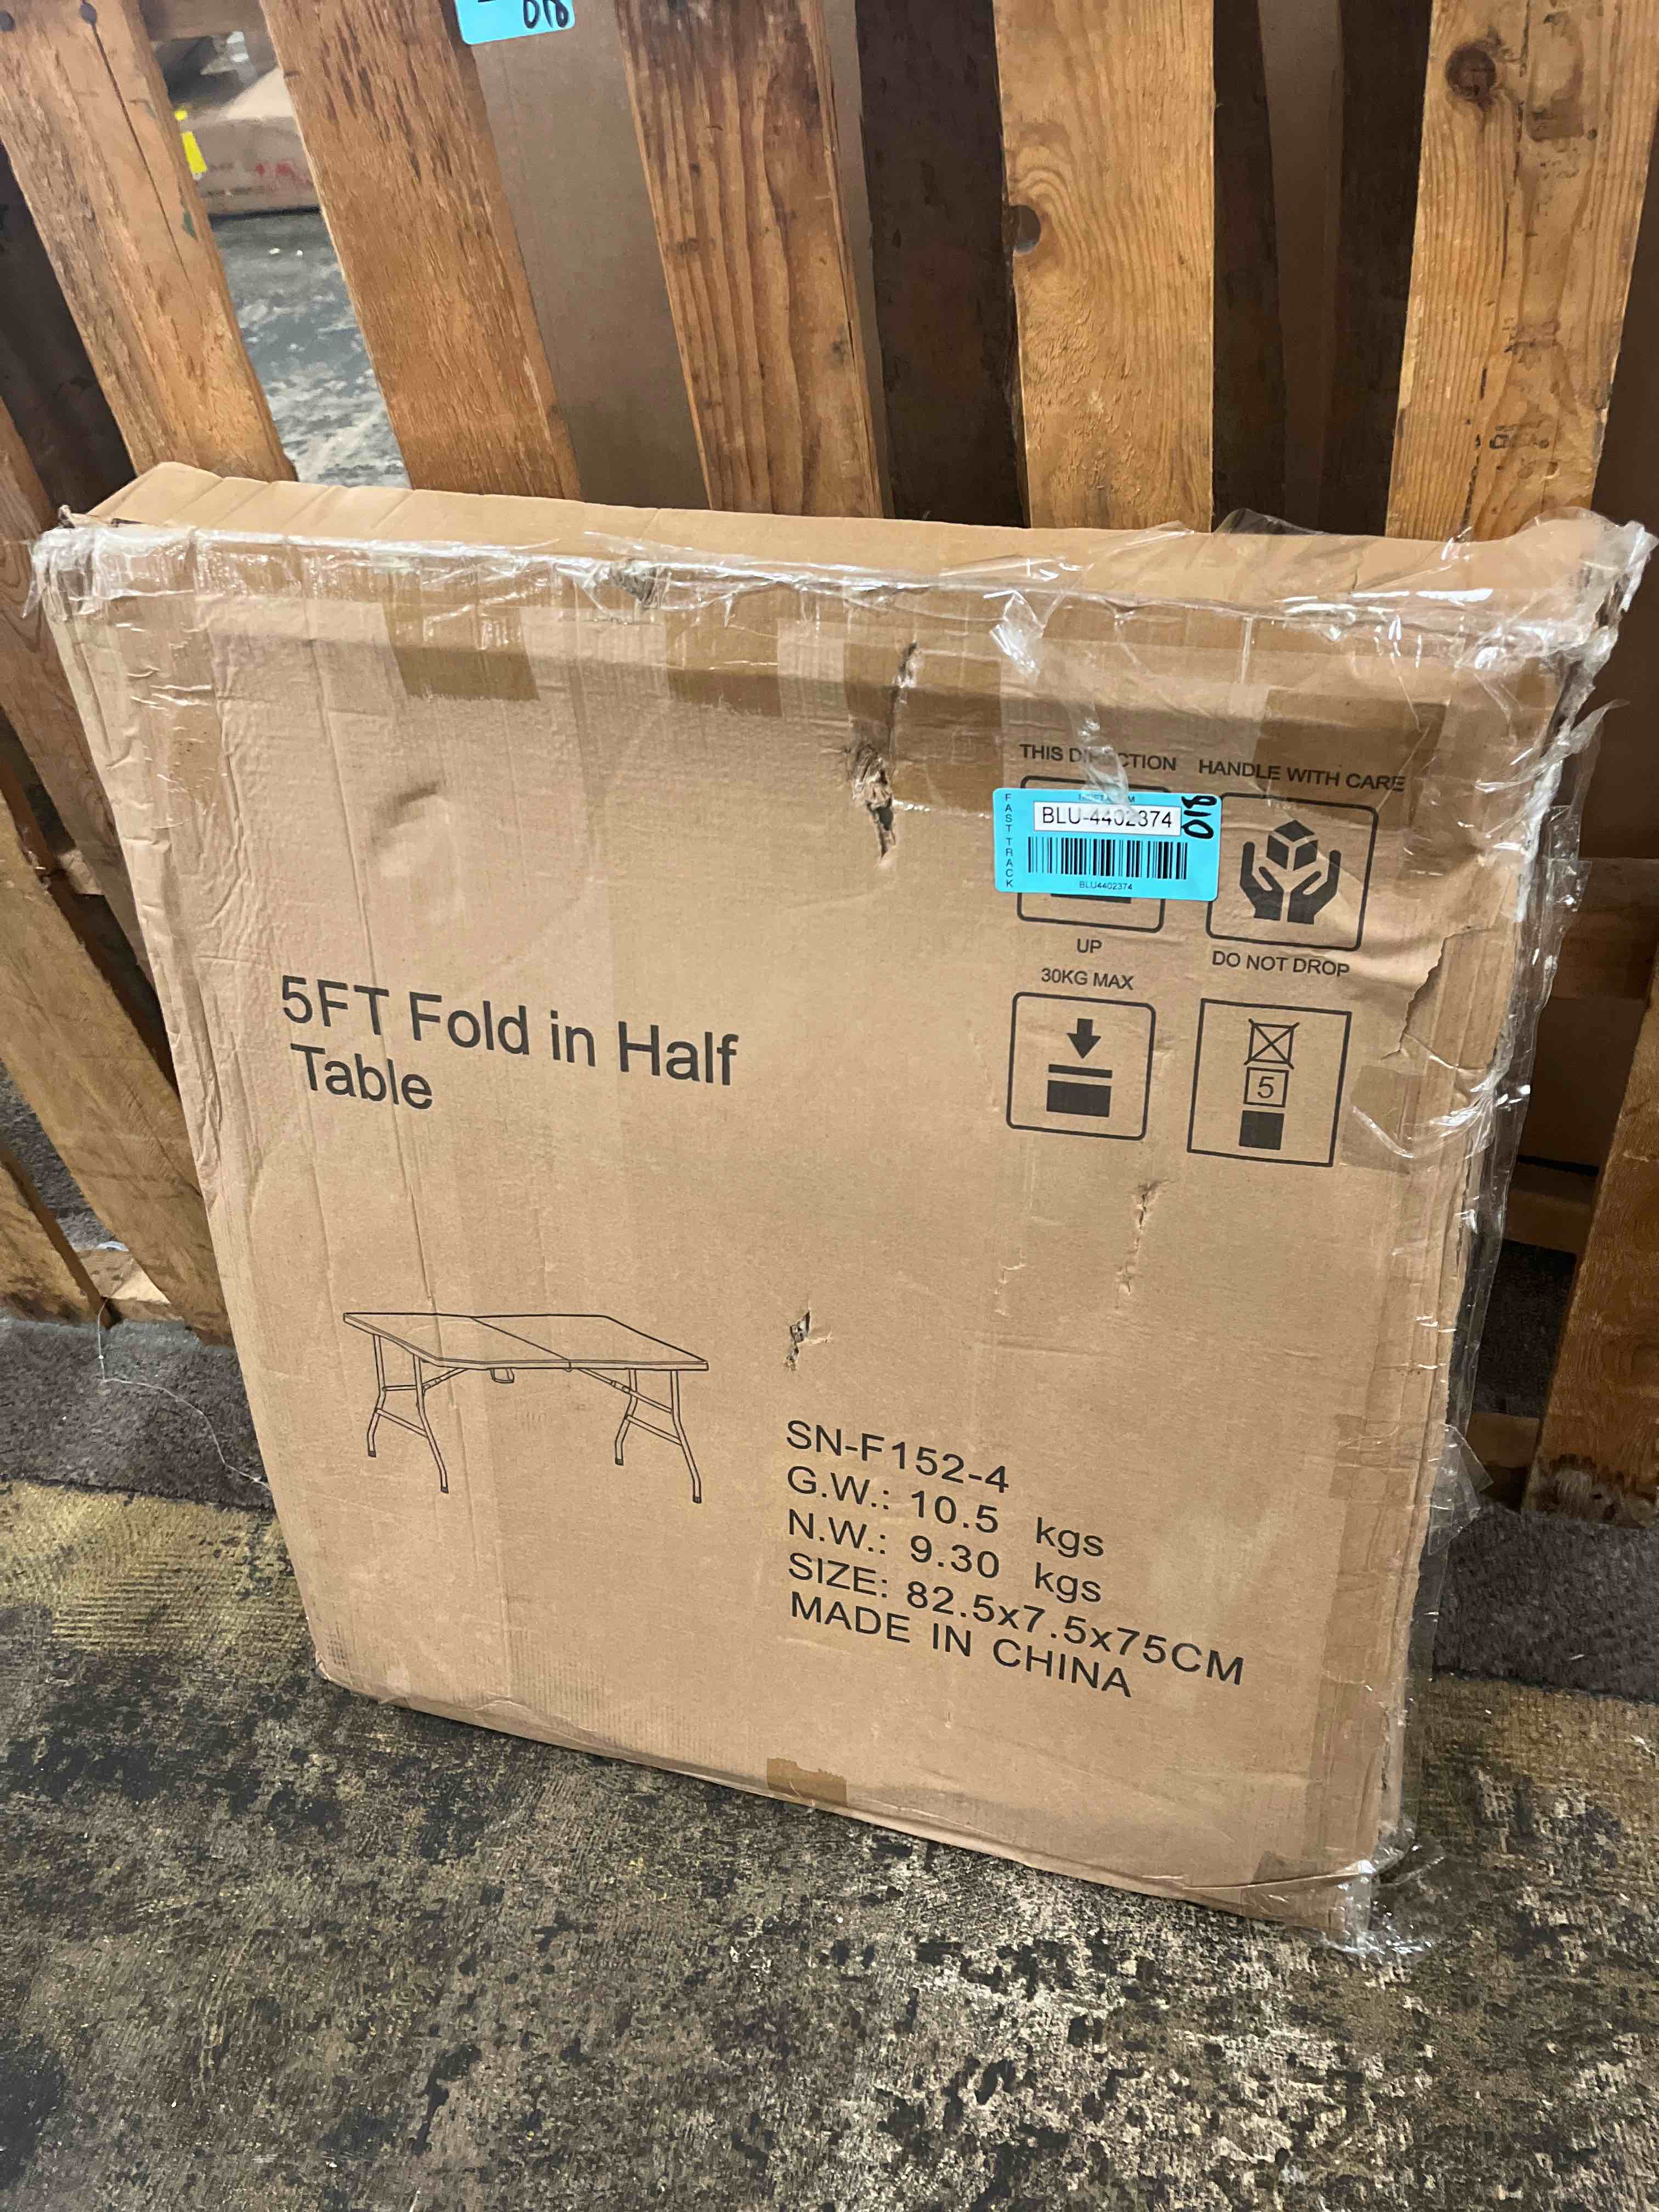 018
THIS DIRECTION
HANDLE WITH CARE
FAST TRACK
BLU-4402374
018
BLU4402374
UP
DO NOT DROP
30KG MAX
5
5FT Fold in Half
Table
SN-F152-4
G.W.: 10.5 kgs
N.W.: 9.30 kgs
SIZE: 82.5x7.5x75CM
MADE IN CHINA